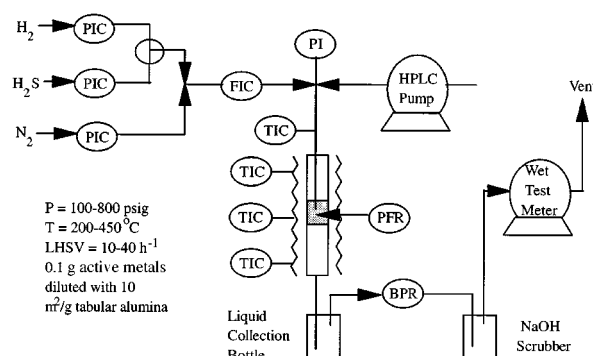 H₂
PIC
PI
H₂S
PIC
FIC
HPLC
Pump
Ven
N₂
PIC
TIC
TIC
Wet
Test
Meter
P = 100-800 psig
T = 200-450°C
LHSV = 10-40 h⁻¹
0.1 g active metals
diluted with 10
m²/g tabular alumina
TIC
PFR
TIC
BPR
Liquid
Collection
Bottle
NaOH
Scrubber